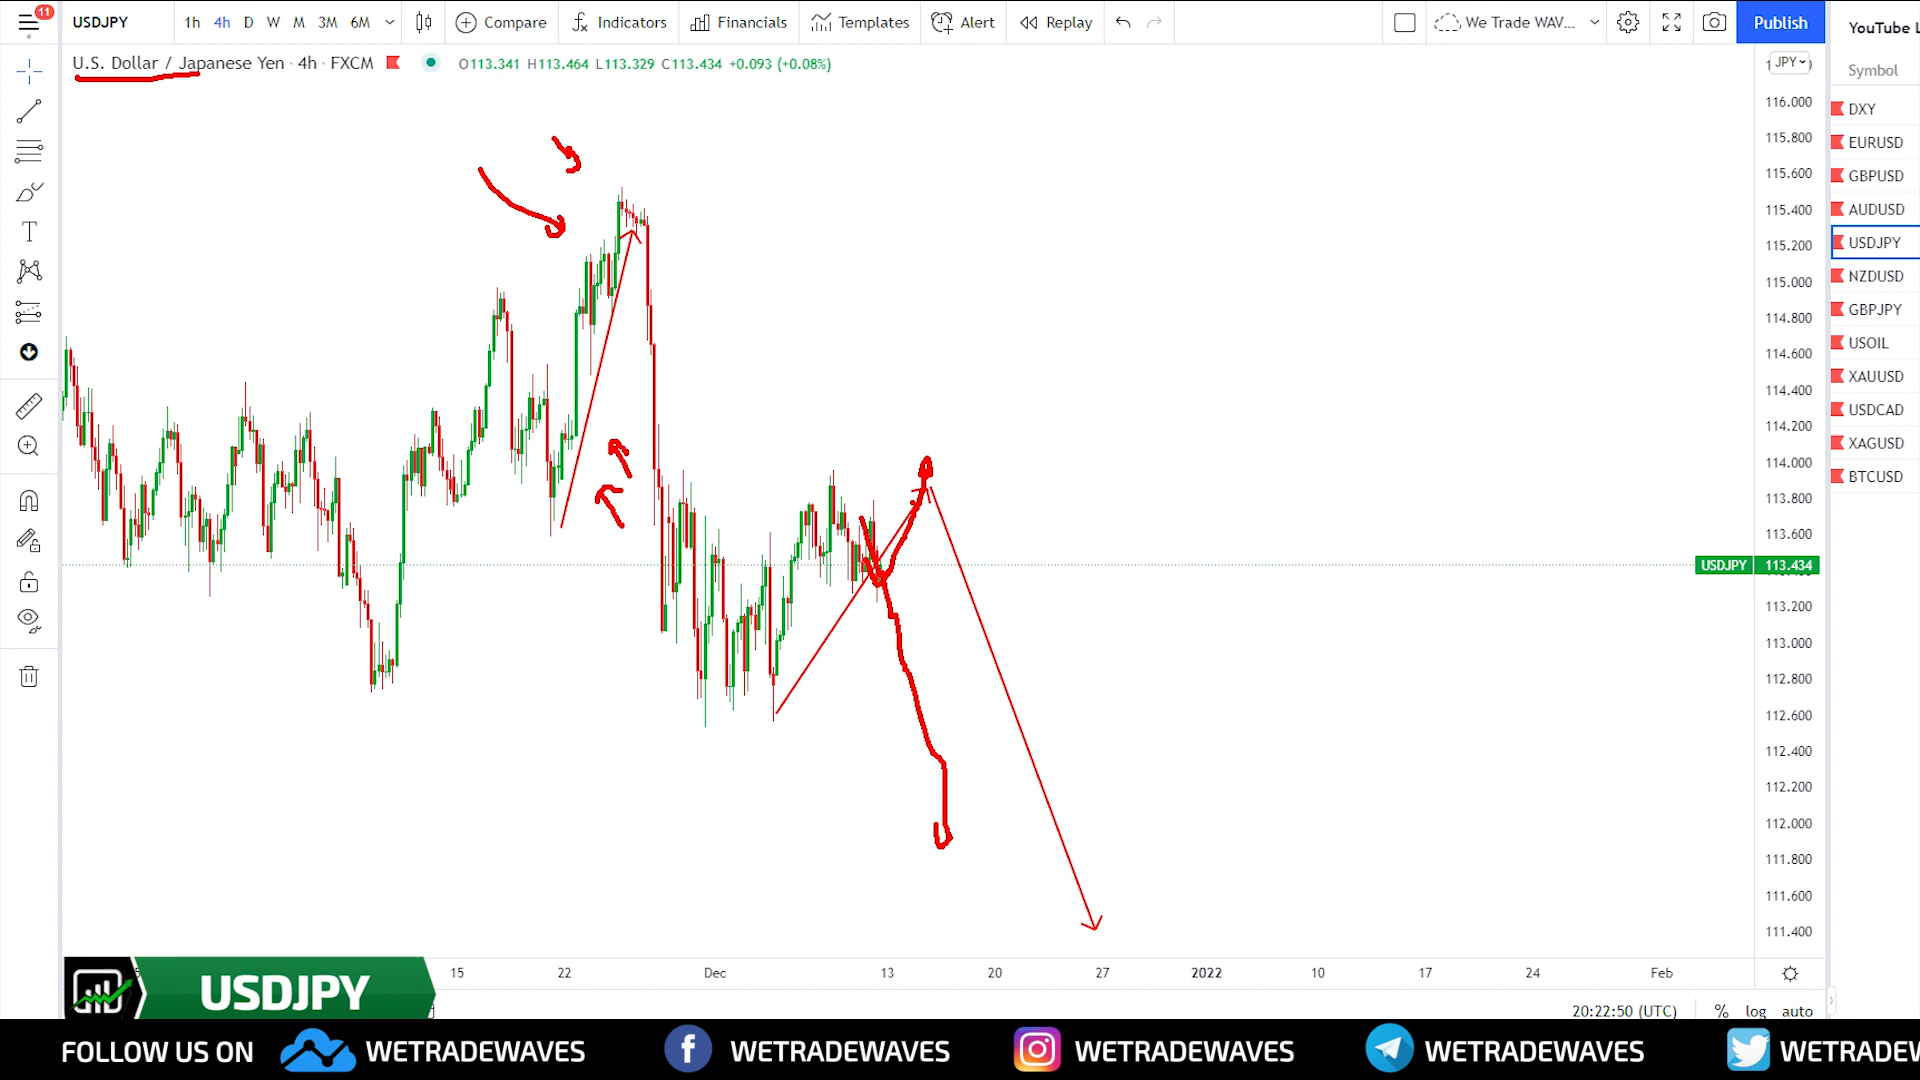 11
USDJPY 1h 4h D W M 3M 6M Compare Indicators Financials Templates Alert Replay We Trade WAV... Publish
YouTube L
U.S. Dollar / Japanese Yen · 4h · FXCM O113.341 H113.464 L113.329 C113.434 +0.093 (+0.08%)
JPY
Symbol
116.000
115.800
115.600
115.400
115.200
115.000
114.800
114.600
114.400
114.200
114.000
113.800
113.600
USDJPY 113.434
113.200
113.000
112.800
112.600
112.400
112.200
112.000
111.800
111.600
111.400
DXY
EURUSD
GBPUSD
AUDUSD
USDJPY
NZDUSD
GBPJPY
USOIL
XAUUSD
USDCAD
XAGUSD
BTCUSD
15 22 Dec 13 20 27 2022 10 17 24 Feb
USDJPY
20:22:50 (UTC) % log auto
FOLLOW US ON WETRADEWAVES WETRADEWAVES WETRADEWAVES WETRADEWAVES WETRADEW